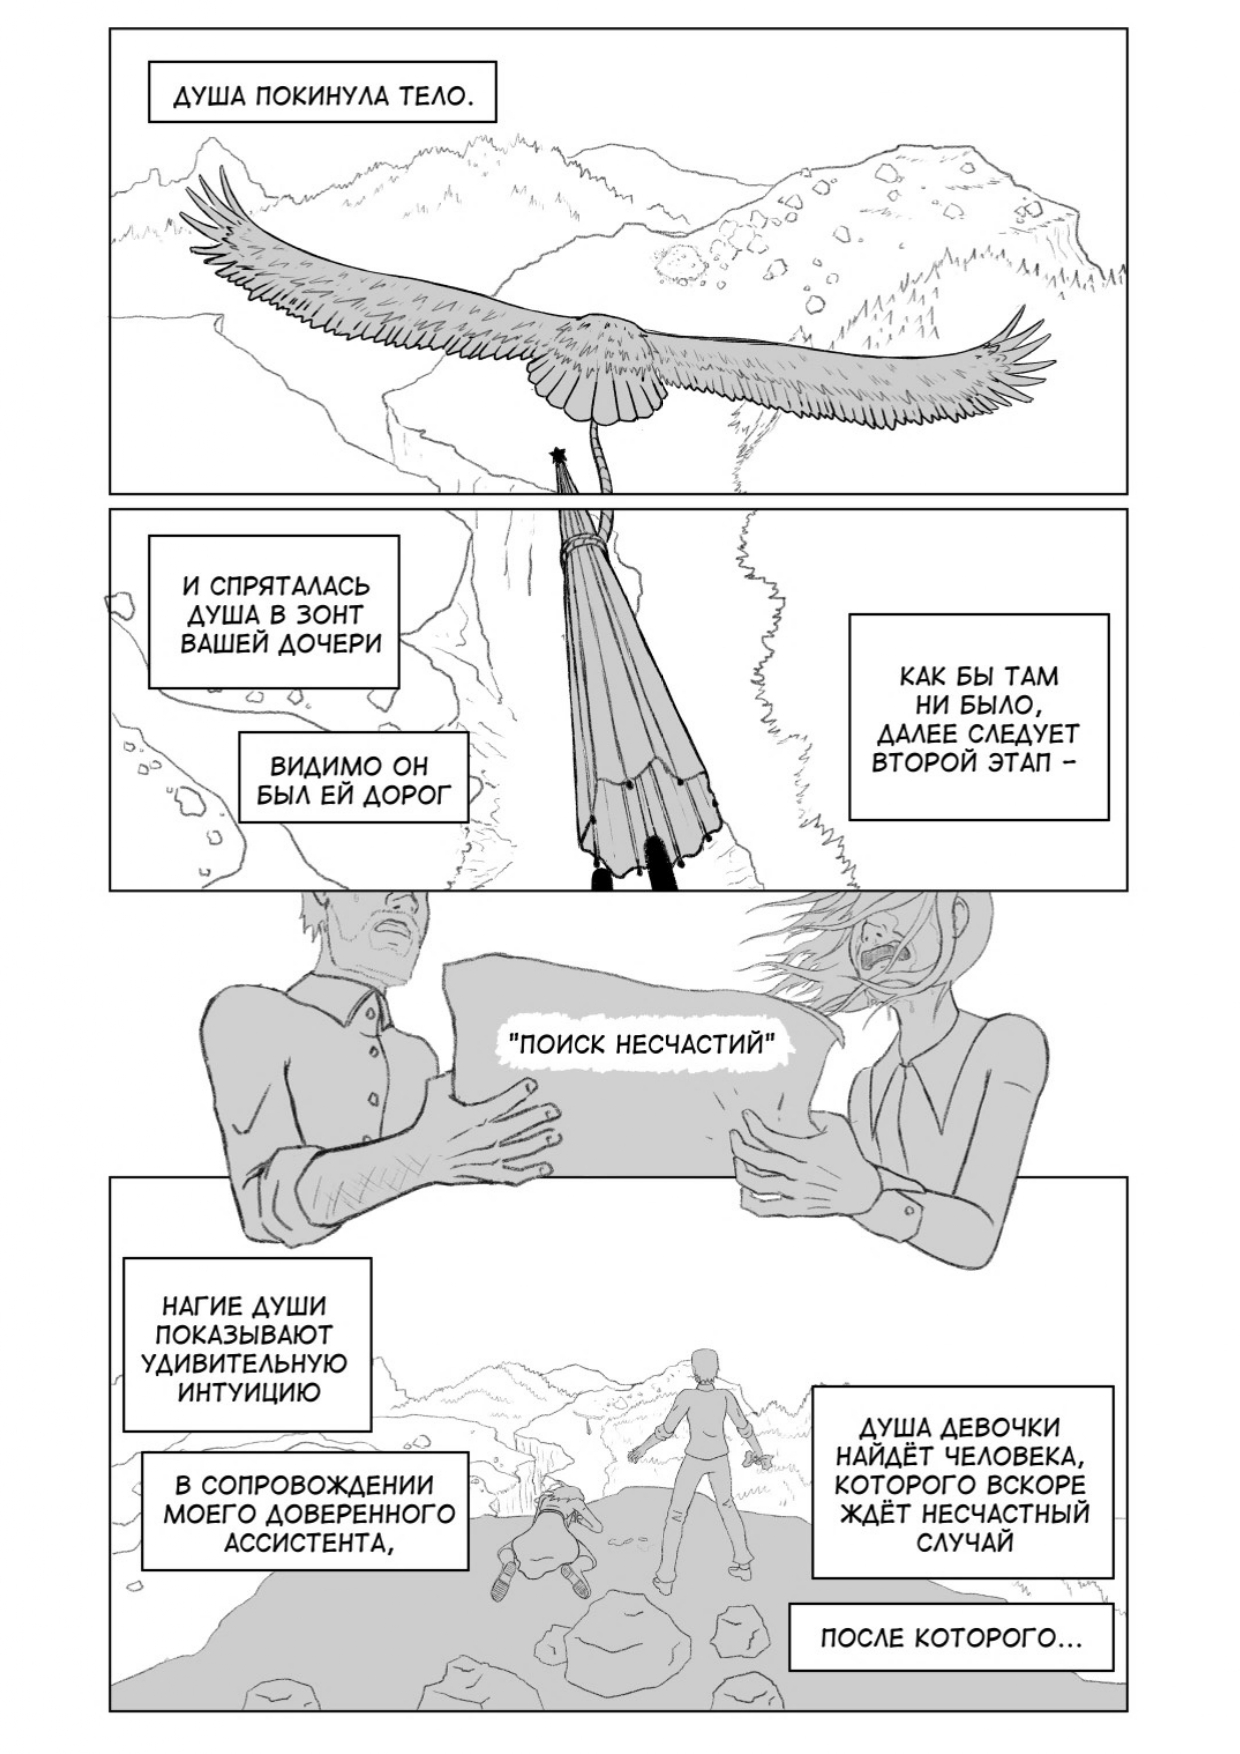 ДУША ПОКИНУЛА ТЕЛО.
И СПРЯТАЛАСЬ
ДУША В ЗОНТ
ВАШЕЙ ДОЧЕРИ
ВИДИМО ОН
БЫЛ ЕЙ ДОРОГ
КАК БЫ ТАМ
НИ БЫЛО,
ДАЛЕЕ СЛЕДУЕТ
ВТОРОЙ ЭТАП -
"ПОИСК НЕСЧАСТИЙ"
НАГИЕ ДУШИ
ПОКАЗЫВАЮТ
УДИВИТЕЛЬНУЮ
ИНТУИЦИЮ
В СОПРОВОЖДЕНИИ
МОЕГО ДОВЕРЕННОГО
АССИСТЕНТА,
ДУША ДЕВОЧКИ
НАЙДЁТ ЧЕЛОВЕКА,
КОТОРОГО ВСКОРЕ
ЖДЁТ НЕСЧАСТНЫЙ
СЛУЧАЙ
ПОСЛЕ КОТОРОГО...